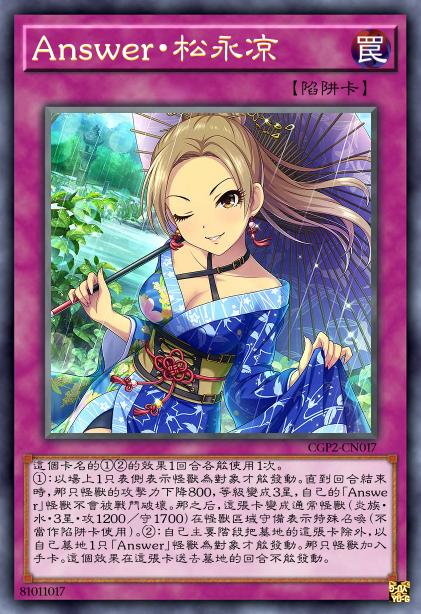 Answer・松永凉
罠
【陷阱卡】
CGP2-CN017
這個卡名的①②的效果1回合各能使用1次。
①:以場上1只表側表示怪獸為對象才能發動。直到回合結束
時,那只怪獸的攻擊力下降800,等級變成3星,自己的「Answe
r」怪獸不會被戰鬥破壞。那之后,這張卡變成通常怪獸(炎族・
水・3星・攻1200/守1700)在怪獸區域守備表示特殊召喚(不
當作陷阱卡使用)。②:自己主要階段把墓地的這張卡除外,以
自己墓地1只「Answer」怪獸為對象才能發動。那只怪獸加入
手卡。這個效果在這張卡送去墓地的回合不能發動。
81011017